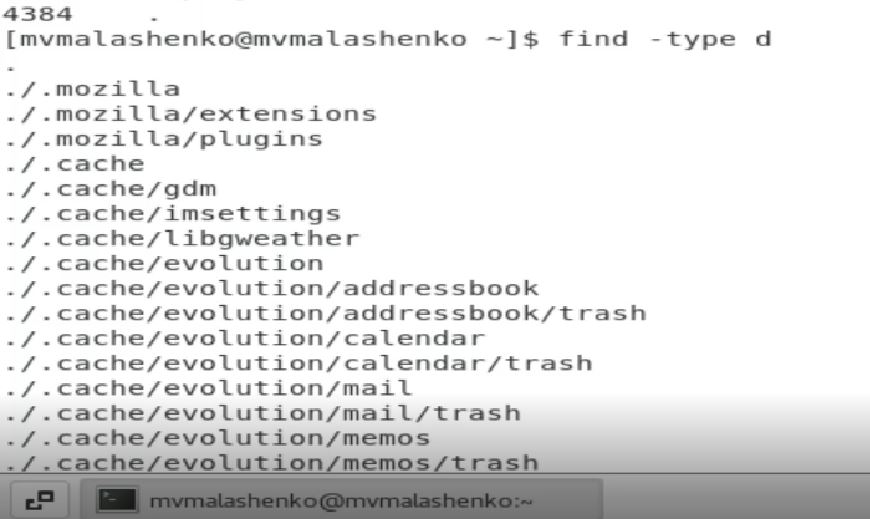 4384 .
[mvmalashenko@mvmalashenko ~]$ find -type d
.
./.mozilla
./.mozilla/extensions
./.mozilla/plugins
./.cache
./.cache/gdm
./.cache/imsettings
./.cache/libgweather
./.cache/evolution
./.cache/evolution/addressbook
./.cache/evolution/addressbook/trash
./.cache/evolution/calendar
./.cache/evolution/calendar/trash
./.cache/evolution/mail
./.cache/evolution/mail/trash
./.cache/evolution/memos
./.cache/evolution/memos/trash
mvmalashenko@mvmalashenko:~